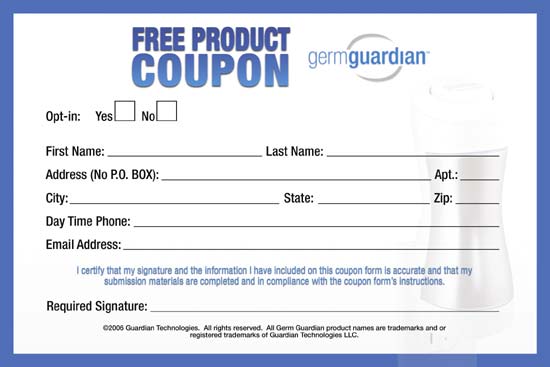 FREE PRODUCT
COUPON
germguardian™
Opt-in: Yes No
First Name: Last Name:
Address (No P.O. BOX): Apt.:
City: State: Zip:
Day Time Phone:
Email Address:
I certify that my signature and the information I have included on this coupon form is accurate and that my
submission materials are completed and in compliance with the coupon form's instructions.
Required Signature:
©2006 Guardian Technologies. All rights reserved. All Germ Guardian product names are trademarks and or
registered trademarks of Guardian Technologies LLC.